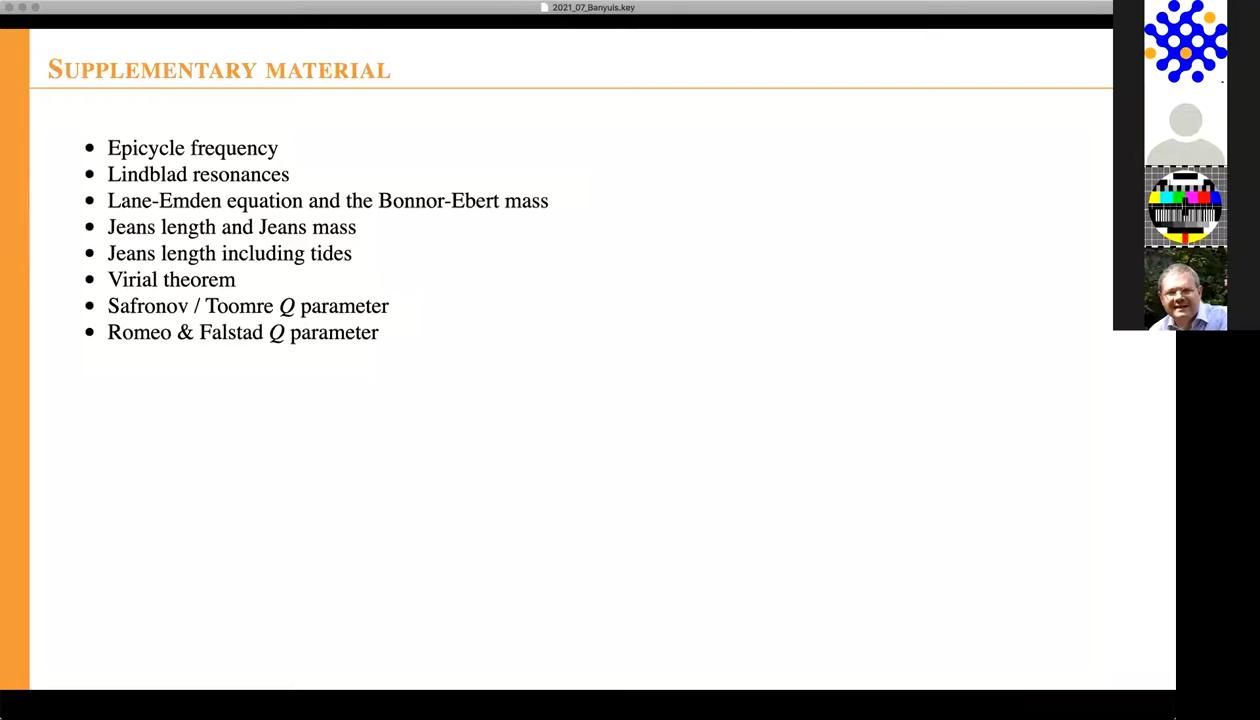 2021_07_Banyuls.key
SUPPLEMENTARY MATERIAL
• Epicycle frequency
• Lindblad resonances
• Lane-Emden equation and the Bonnor-Ebert mass
• Jeans length and Jeans mass
• Jeans length including tides
• Virial theorem
• Safronov / Toomre Q parameter
• Romeo & Falstad Q parameter